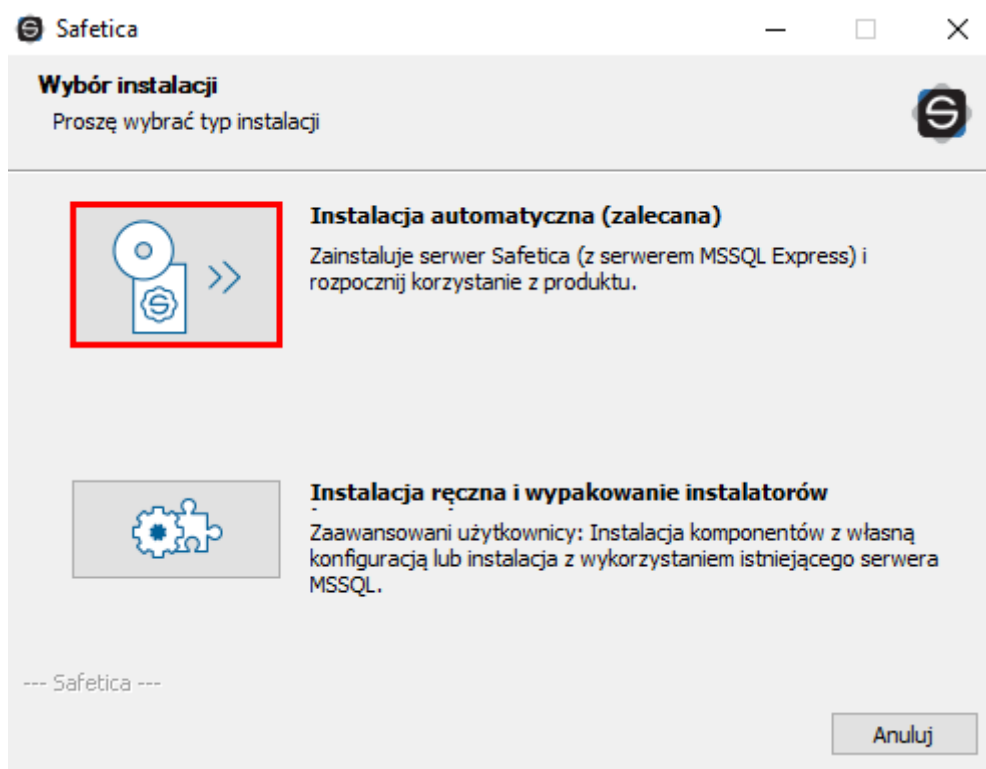 Safetica
Wybór instalacji
Proszę wybrać typ instalacji
Instalacja automatyczna (zalecana)
Zainstaluje serwer Safetica (z serwerem MSSQL Express) i
rozpocznij korzystanie z produktu.
Instalacja ręczna i wypakowanie instalatorów
Zaawansowani użytkownicy: Instalacja komponentów z własną
konfiguracją lub instalacja z wykorzystaniem istniejącego serwera
MSSQL.
--- Safetica ---
Anuluj